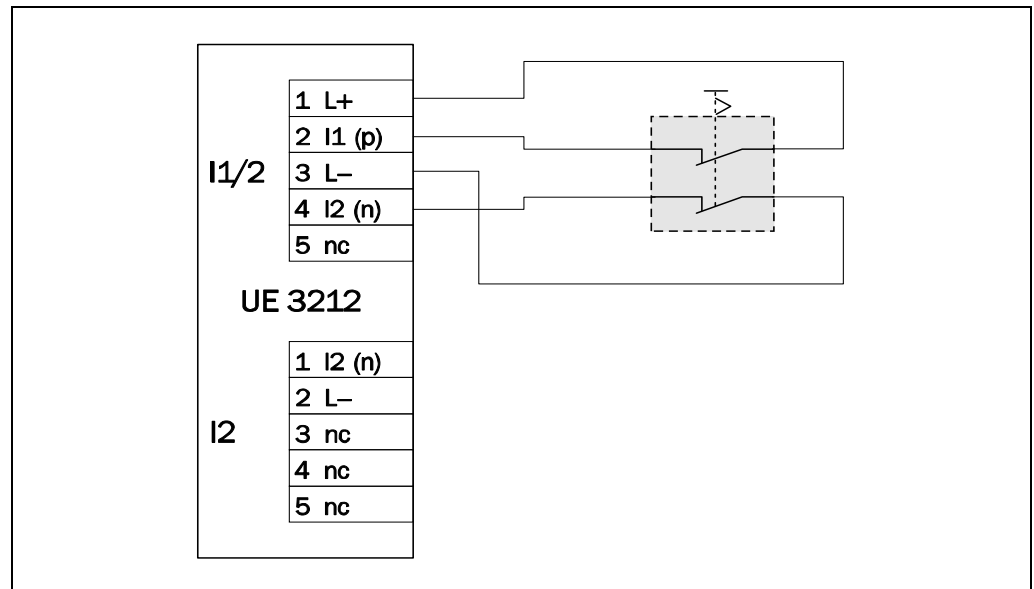 I1/2
1 L+
2 I1 (p)
3 L–
4 I2 (n)
5 nc
UE 3212
I2
1 I2 (n)
2 L–
3 nc
4 nc
5 nc